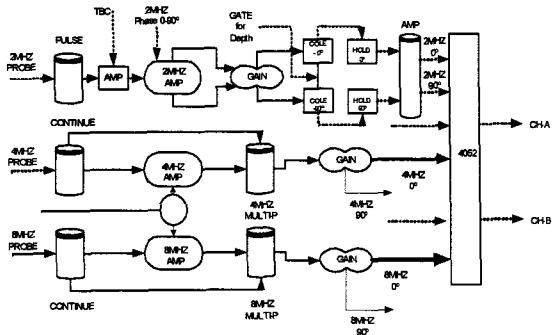 TBC
2MHZ
Phase 0-90°
GATE
for
Depth
AMP
PULSE
2MHZ
PROBE
AMP
2MHZ
AMP
GAIN
COLE
-0°
HOLD
0°
COLE
-90°
HOLD
90°
2MHZ
0°
2MHZ
90°
CONTINUE
4MHZ
PROBE
4MHZ
AMP
4MHZ
MULTI-P
GAIN
4MHZ
0°
4MHZ
90°
4052
CH-A
CH-B
8MHZ
PROBE
8MHZ
AMP
8MHZ
MULT-P
GAIN
8MHZ
0°
8MHZ
90°
CONTINUE